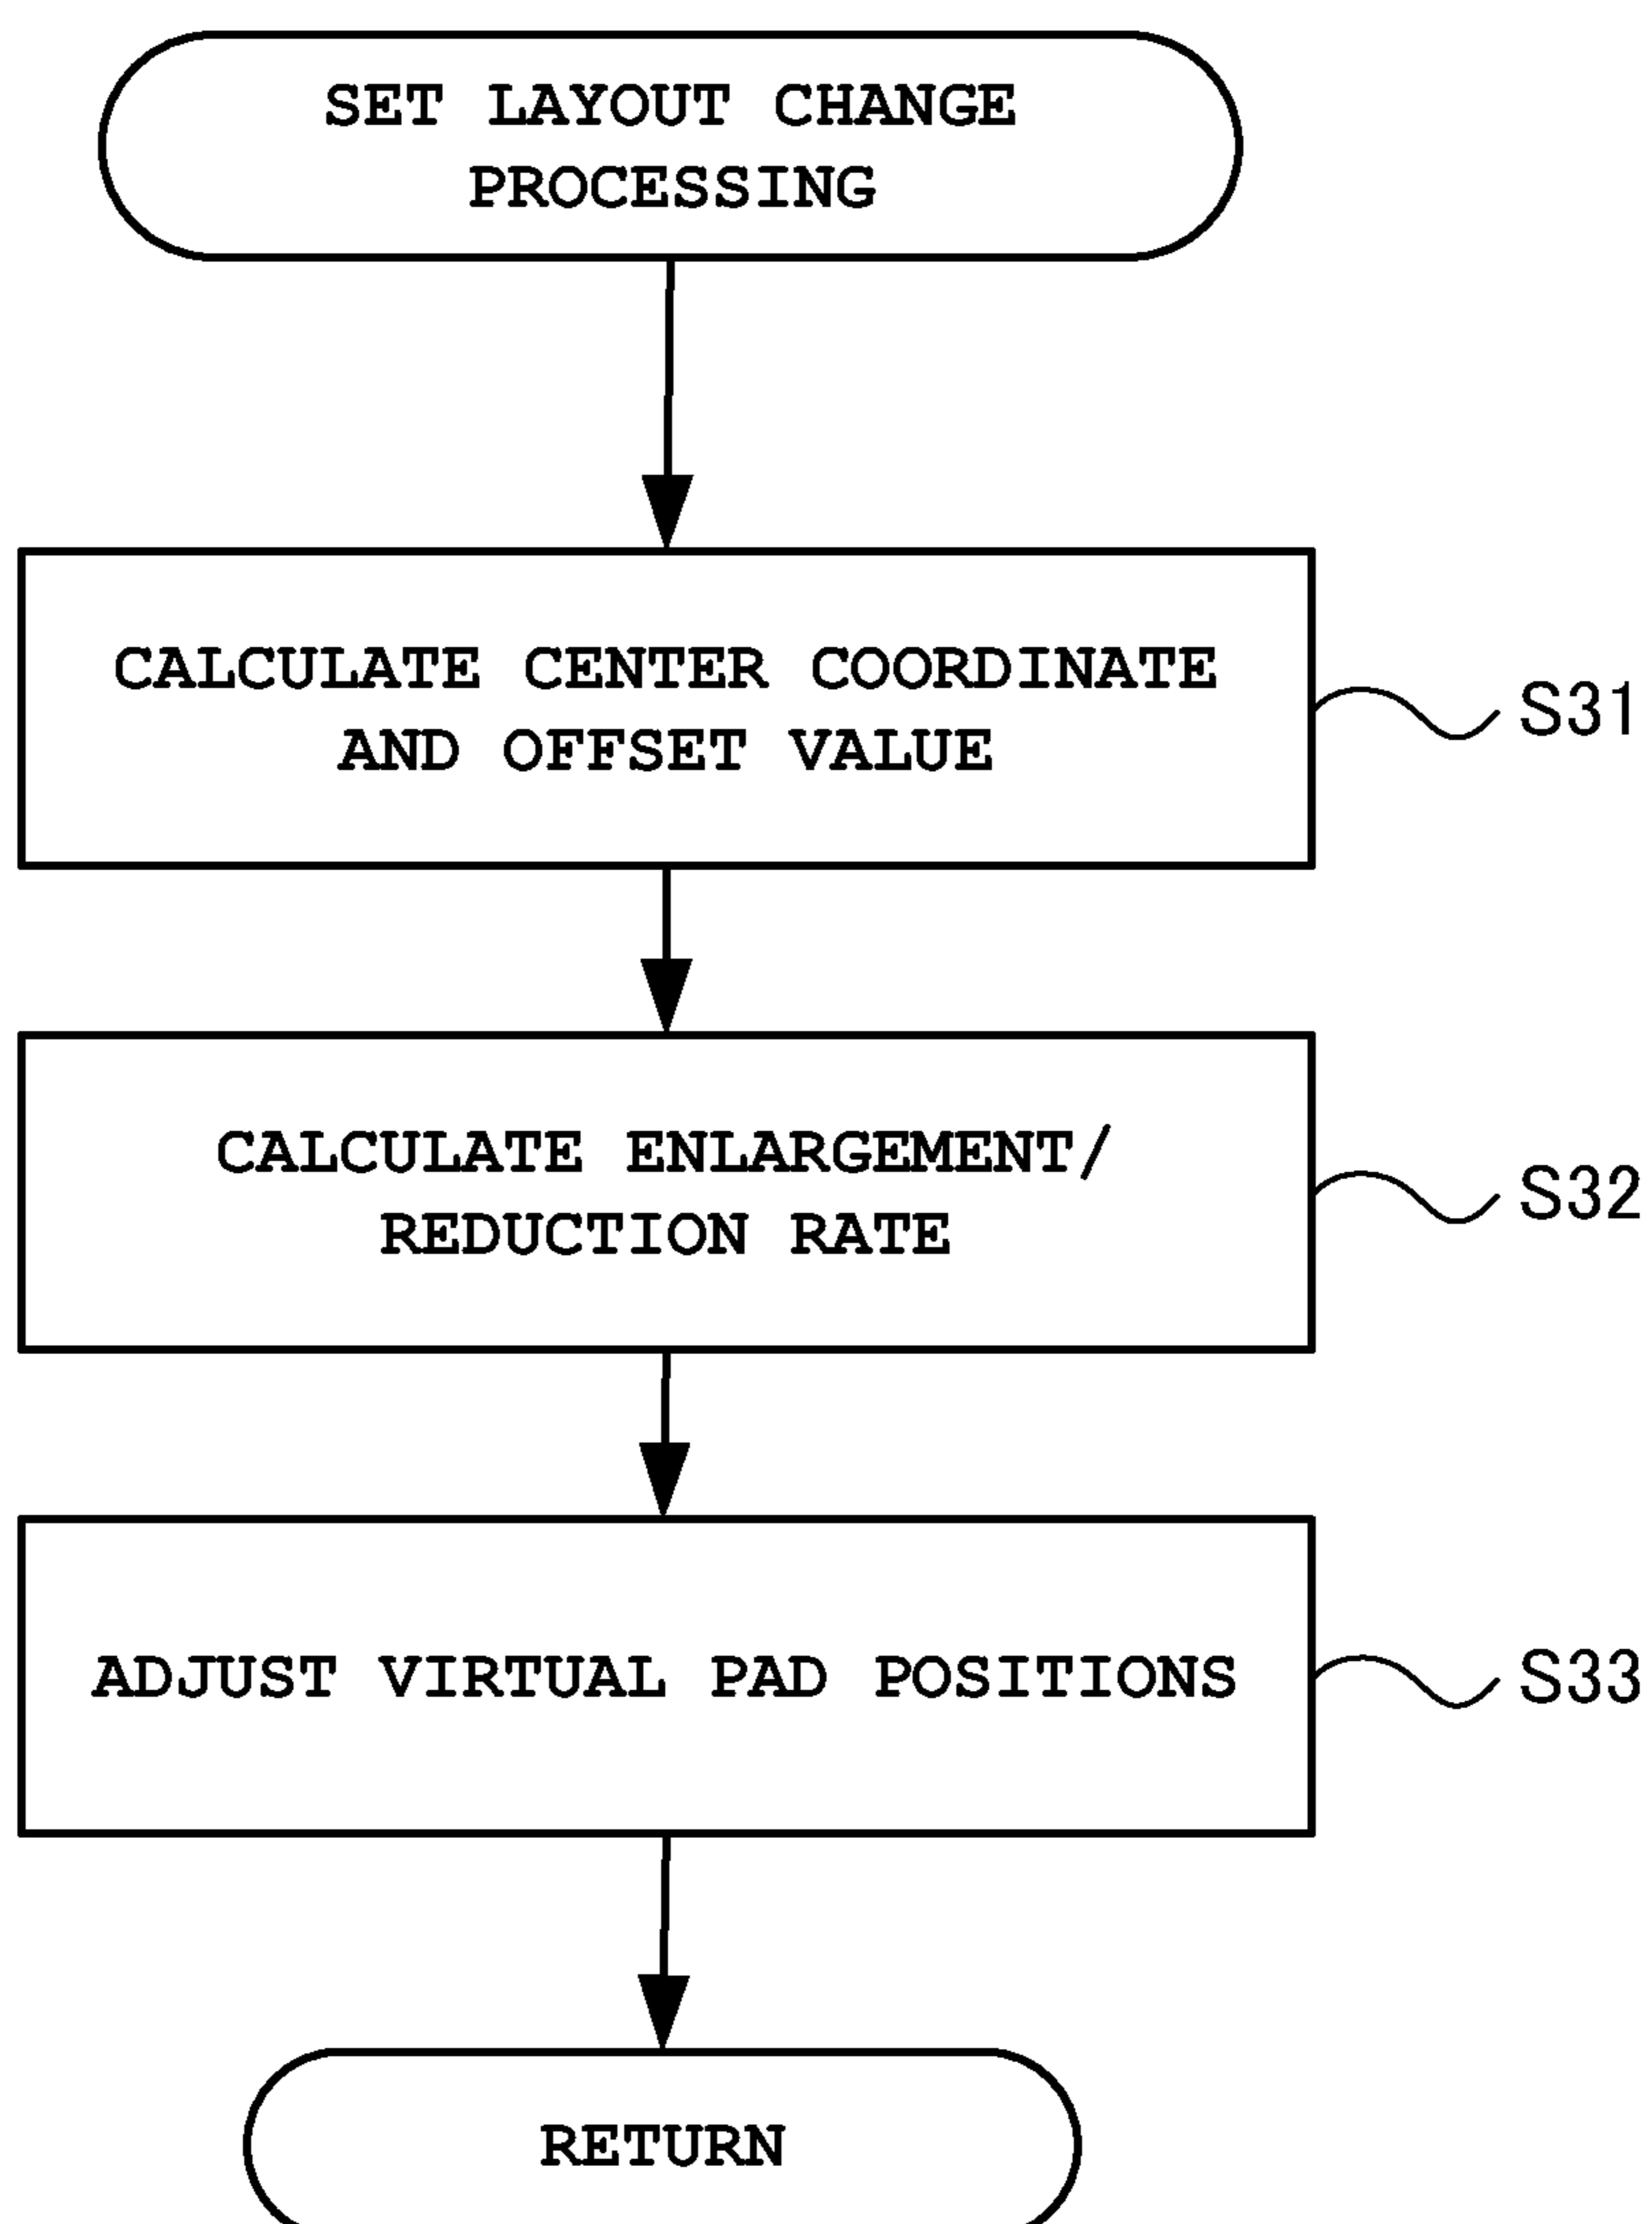 SET LAYOUT CHANGE
PROCESSING
CALCULATE CENTER COORDINATE
AND OFFSET VALUE
S31
CALCULATE ENLARGEMENT/
REDUCTION RATE
S32
ADJUST VIRTUAL PAD POSITIONS
S33
RETURN